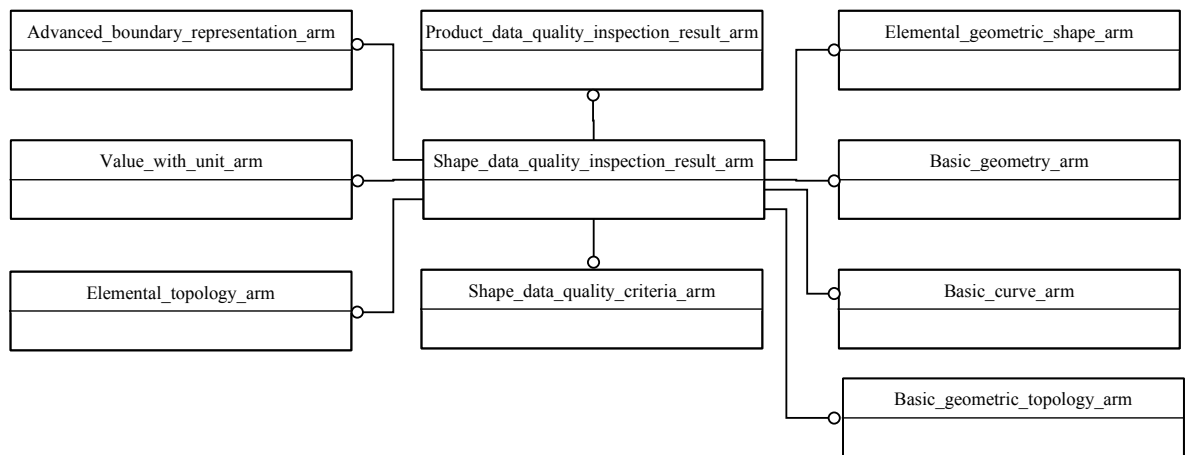 Advanced_boundary_representation_arm
Product_data_quality_inspection_result_arm
Elemental_geometric_shape_arm
Value_with_unit_arm
Shape_data_quality_inspection_result_arm
Basic_geometry_arm
Elemental_topology_arm
Shape_data_quality_criteria_arm
Basic_curve_arm
Basic_geometric_topology_arm